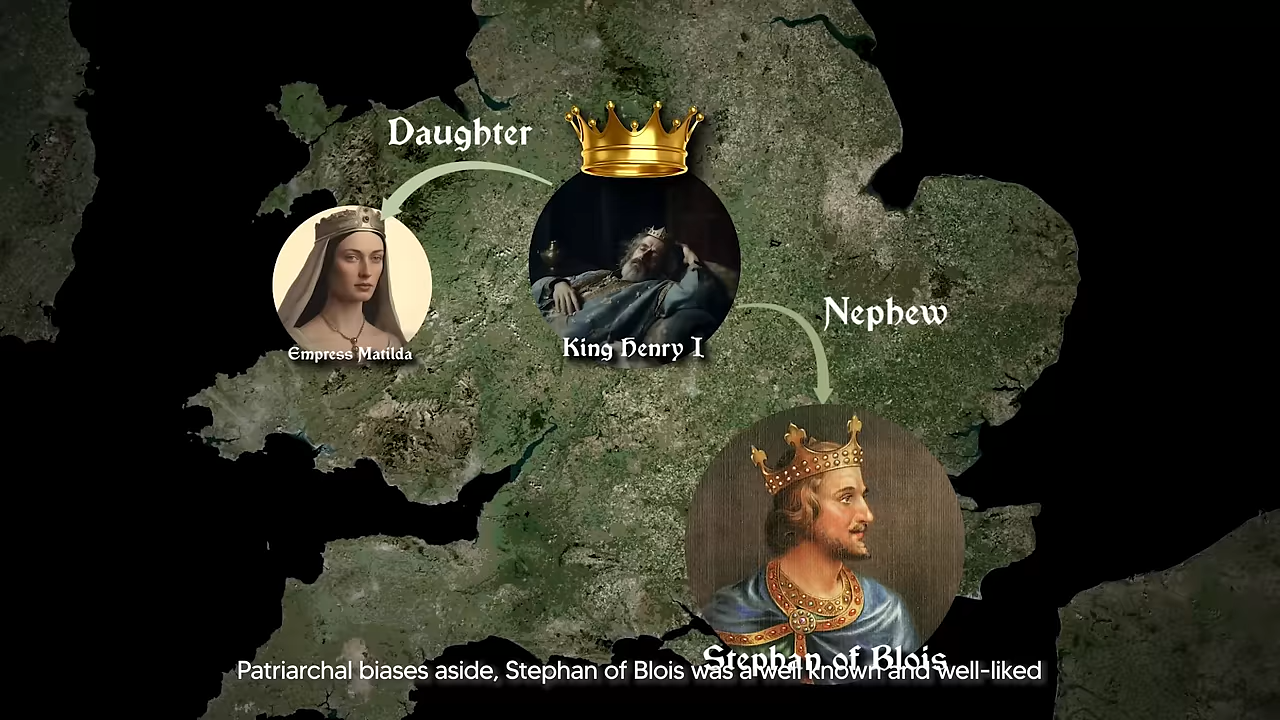 Daughter
Nephew
King Henry I
Empress Matilda
Stephan of Blois
Patriarchal biases aside, Stephan of Blois was a well known and well-liked